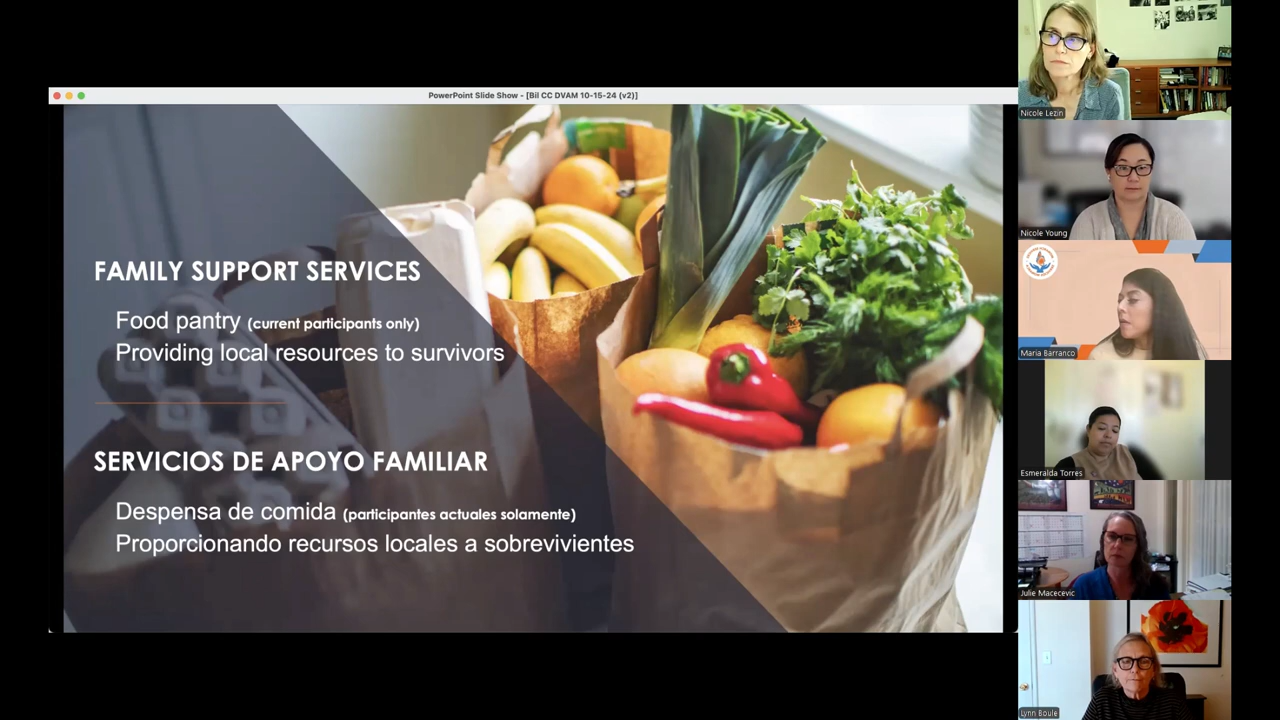 PowerPoint Slide Show - [Bil CC DVAM 10-15-24 (v2)]
FAMILY SUPPORT SERVICES
Food pantry (current participants only)
Providing local resources to survivors
SERVICIOS DE APOYO FAMILIAR
Despensa de comida (participantes actuales solamente)
Proporcionando recursos locales a sobrevivientes
Nicole Lezin
Nicole Young
Maria Barranco
Esmeralda Torres
Julie Macecevic
Lynn Boule